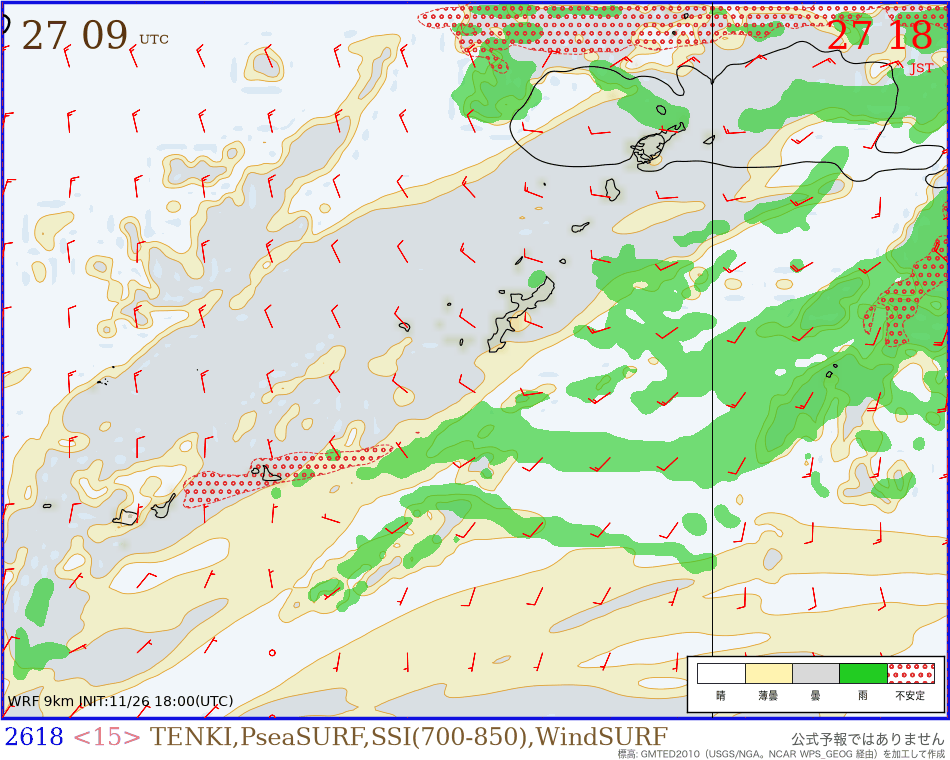 27 09 UTC
27 18
JST
WRF 9km INIT:11/26 18:00(UTC)
晴 薄曇 曇 雨 不安定
2618 <15> TENKI,PseaSURF,SSI(700-850),WindSURF
公式予報ではありません
標高: GMTED2010（USGS/NGA。NCAR WPS_GEOG 経由）を加工して作成